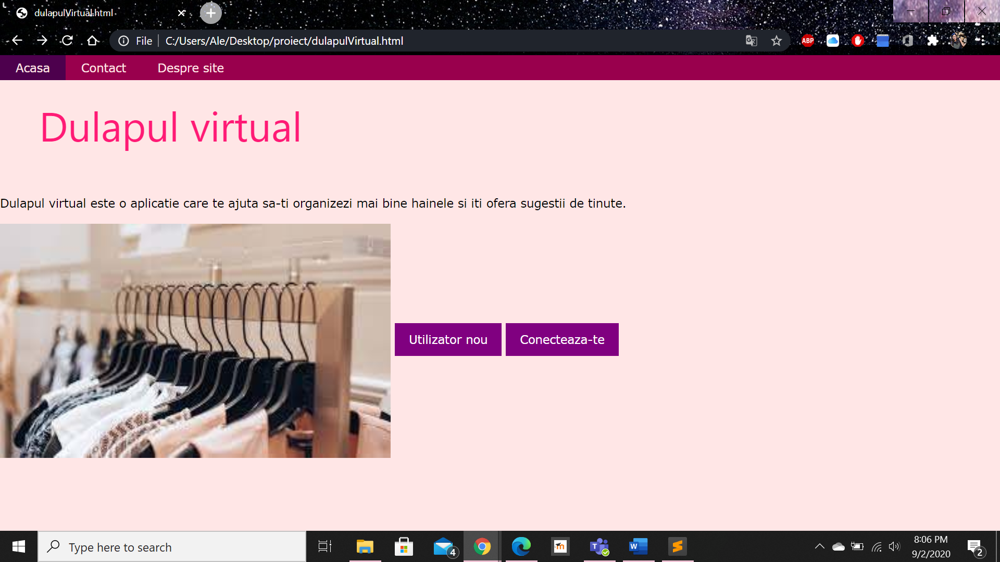 dulapulVirtual.html
File
C:/Users/Ale/Desktop/proiect/dulapulVirtual.html
ABP
Acasa
Contact
Despre site
Dulapul virtual
Dulapul virtual este o aplicatie care te ajuta sa-ti organizezi mai bine hainele si iti ofera sugestii de tinute.
Utilizator nou
Conecteaza-te
Type here to search
4
8:06 PM
9/2/2020
2